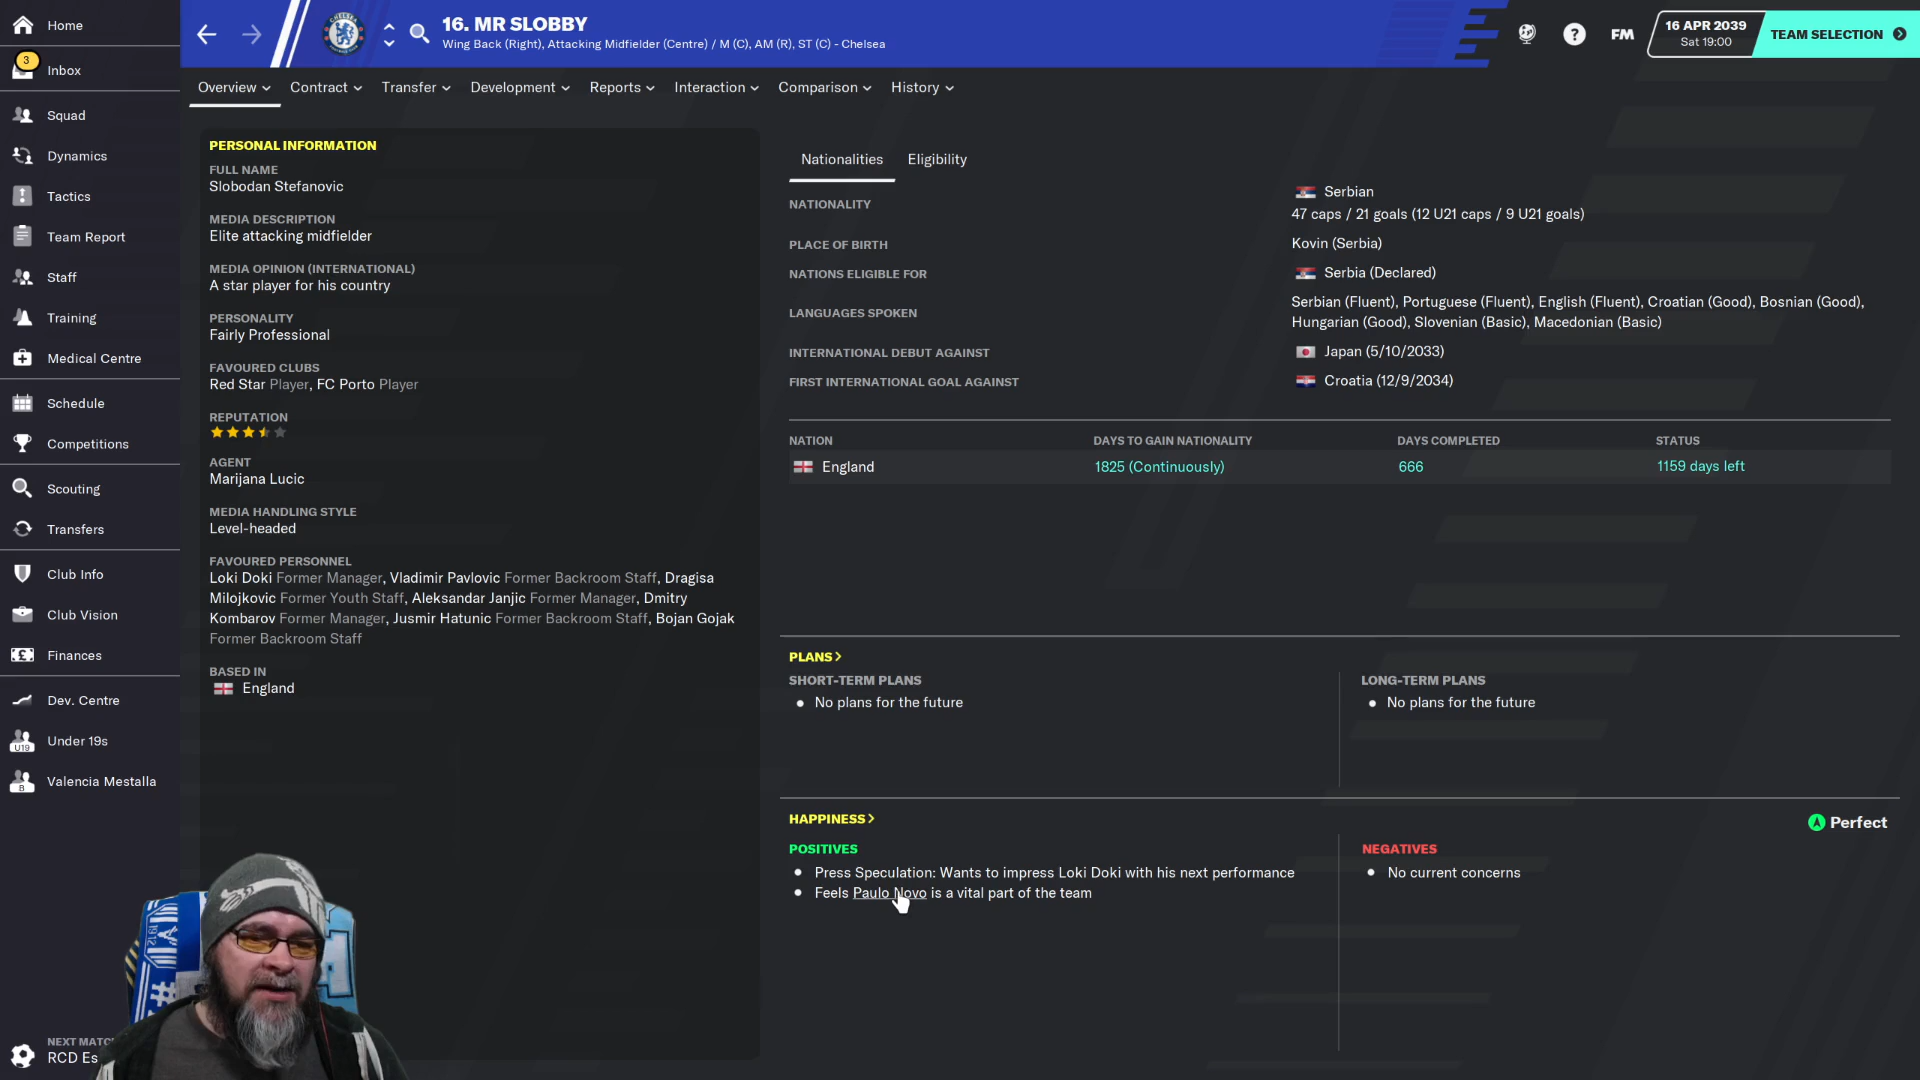 Home
3
Inbox
Squad
Dynamics
Tactics
Team Report
Staff
Training
Medical Centre
Schedule
Competitions
Scouting
Transfers
Club Info
Club Vision
Finances
Dev. Centre
U19
Under 19s
B
Valencia Mestalla
NEXT MATC
RCD Es
16. MR SLOBBY
Wing Back (Right), Attacking Midfielder (Centre) / M (C), AM (R), ST (C) - Chelsea
?
FM
16 APR 2039
Sat 19:00
TEAM SELECTION
Overview
Contract
Transfer
Development
Reports
Interaction
Comparison
History
PERSONAL INFORMATION
FULL NAME
Slobodan Stefanovic
MEDIA DESCRIPTION
Elite attacking midfielder
MEDIA OPINION (INTERNATIONAL)
A star player for his country
PERSONALITY
Fairly Professional
FAVOURED CLUBS
Red Star Player, FC Porto Player
REPUTATION
AGENT
Marijana Lucic
MEDIA HANDLING STYLE
Level-headed
FAVOURED PERSONNEL
Loki Doki Former Manager, Vladimir Pavlovic Former Backroom Staff, Dragisa
Milojkovic Former Youth Staff, Aleksandar Janjic Former Manager, Dmitry
Kombarov Former Manager, Jusmir Hatunic Former Backroom Staff, Bojan Gojak
Former Backroom Staff
BASED IN
England
Nationalities
Eligibility
NATIONALITY
Serbian
47 caps / 21 goals (12 U21 caps / 9 U21 goals)
PLACE OF BIRTH
Kovin (Serbia)
NATIONS ELIGIBLE FOR
Serbia (Declared)
LANGUAGES SPOKEN
Serbian (Fluent), Portuguese (Fluent), English (Fluent), Croatian (Good), Bosnian (Good),
Hungarian (Good), Slovenian (Basic), Macedonian (Basic)
INTERNATIONAL DEBUT AGAINST
Japan (5/10/2033)
FIRST INTERNATIONAL GOAL AGAINST
Croatia (12/9/2034)
NATION DAYS TO GAIN NATIONALITY DAYS COMPLETED STATUS
England 1825 (Continuously) 666 1159 days left
PLANS >
SHORT-TERM PLANS
No plans for the future
LONG-TERM PLANS
No plans for the future
HAPPINESS >
Perfect
POSITIVES
Press Speculation: Wants to impress Loki Doki with his next performance
Feels Paulo Novo is a vital part of the team
NEGATIVES
No current concerns